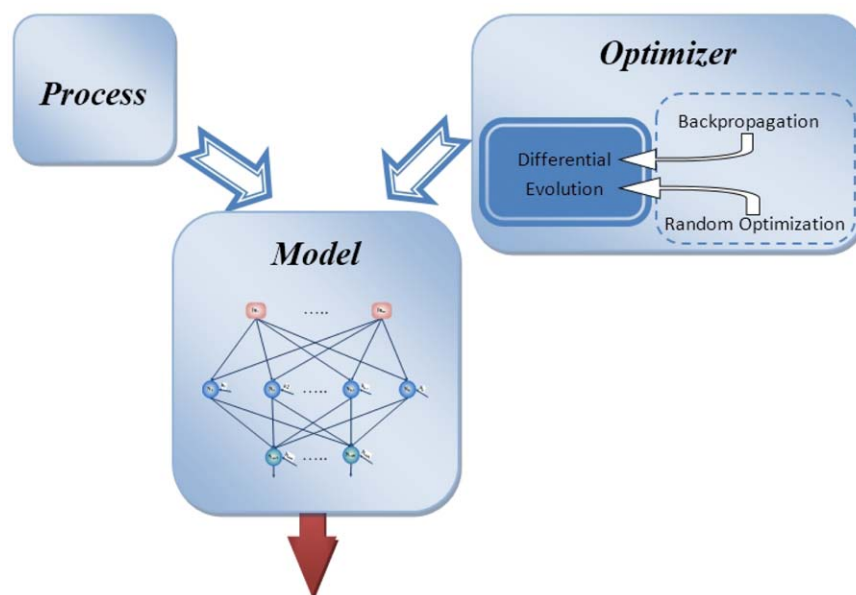 Process
Optimizer
Backpropagation
Differential
Evolution
Random Optimization
Model
.....
.....
.....